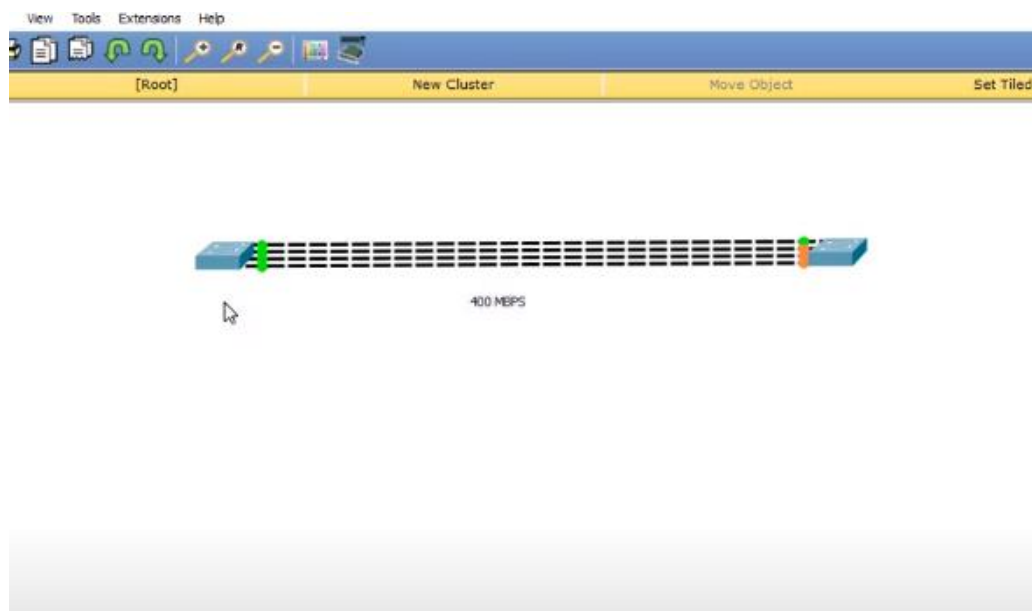 View Tools Extensions Help
[Root] New Cluster Move Object Set Tiled
400 MBPS